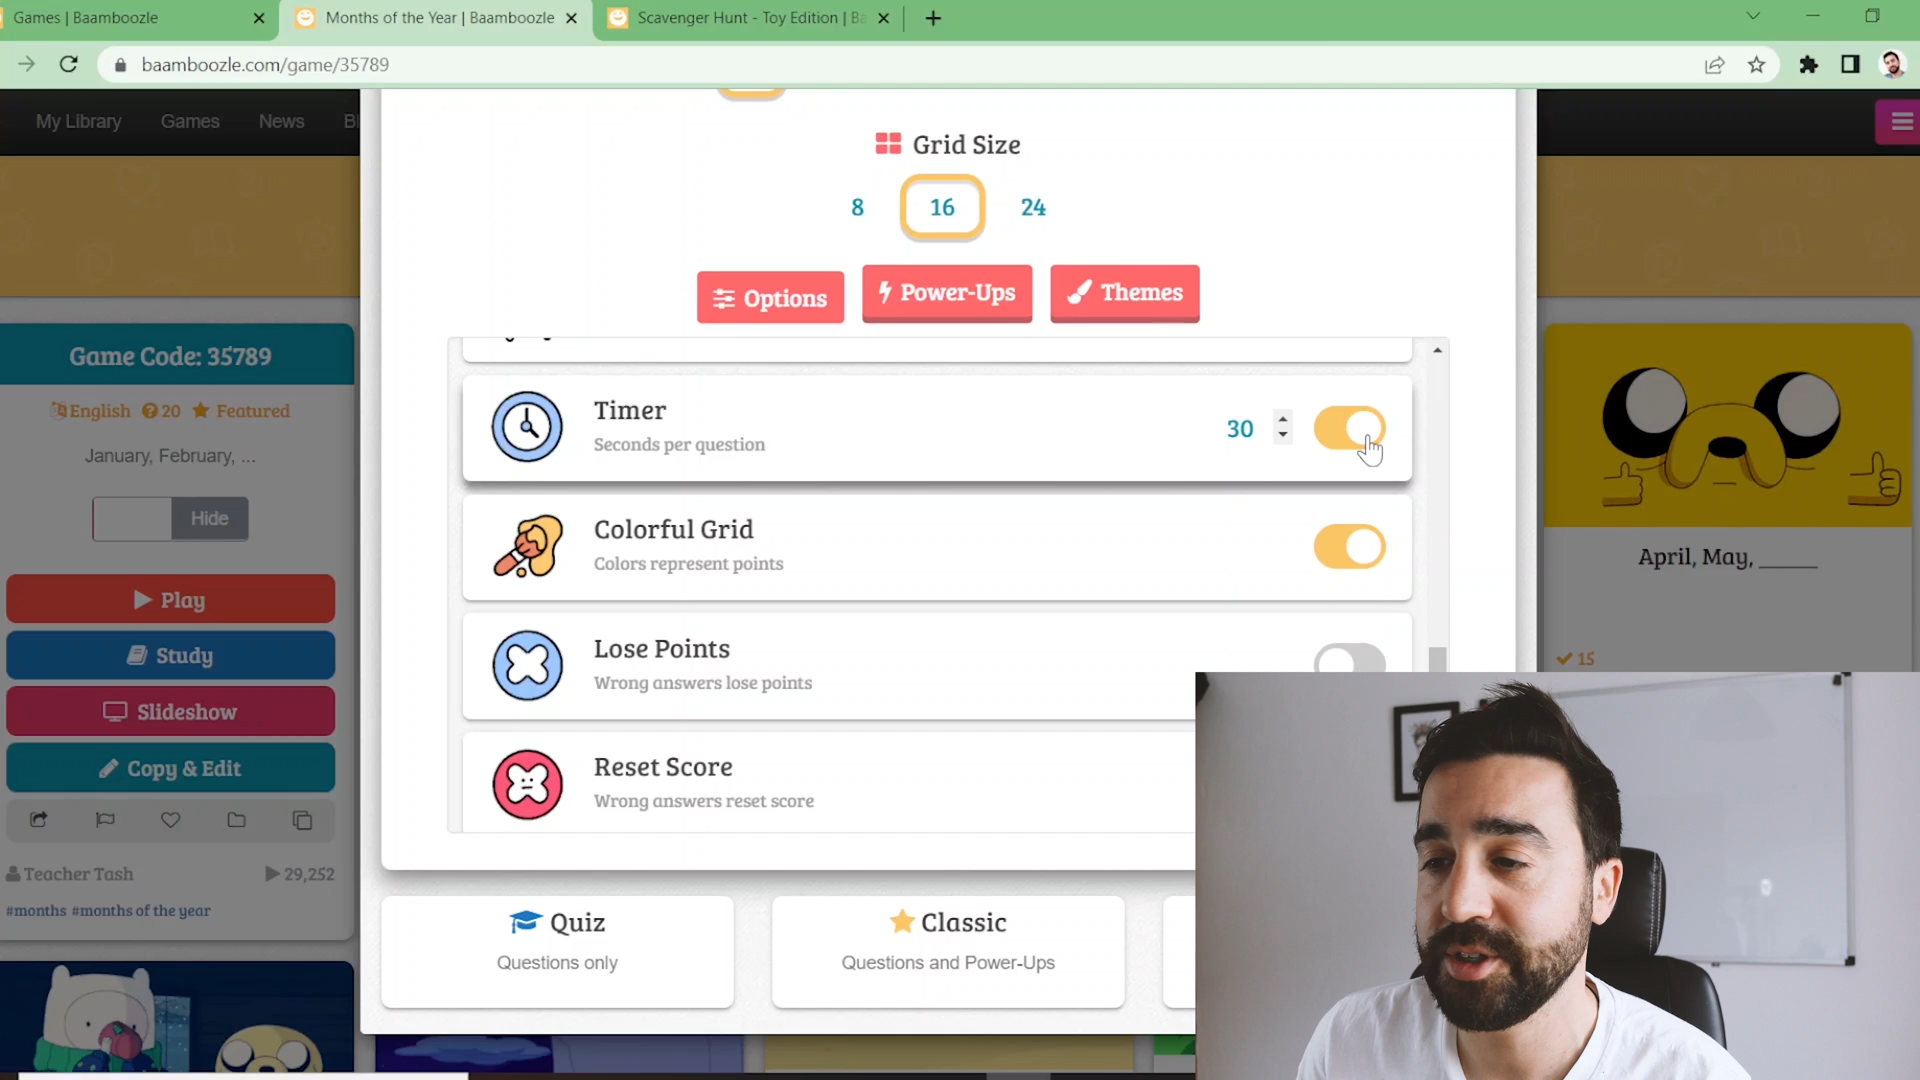 Games | Baamboozle
Months of the Year | Baamboozle
Scavenger Hunt - Toy Edition | Ba
baamboozle.com/game/35789
My Library Games News Bl
Grid Size
8 16 24
Options Power-Ups Themes
Game Code: 35789
English 20 Featured
January, February, ...
Hide
Play
Study
Slideshow
Copy & Edit
Teacher Tash 29,252
#months #months of the year
Timer
Seconds per question
30
Colorful Grid
Colors represent points
Lose Points
Wrong answers lose points
Reset Score
Wrong answers reset score
Quiz
Questions only
Classic
Questions and Power-Ups
April, May, _____
15